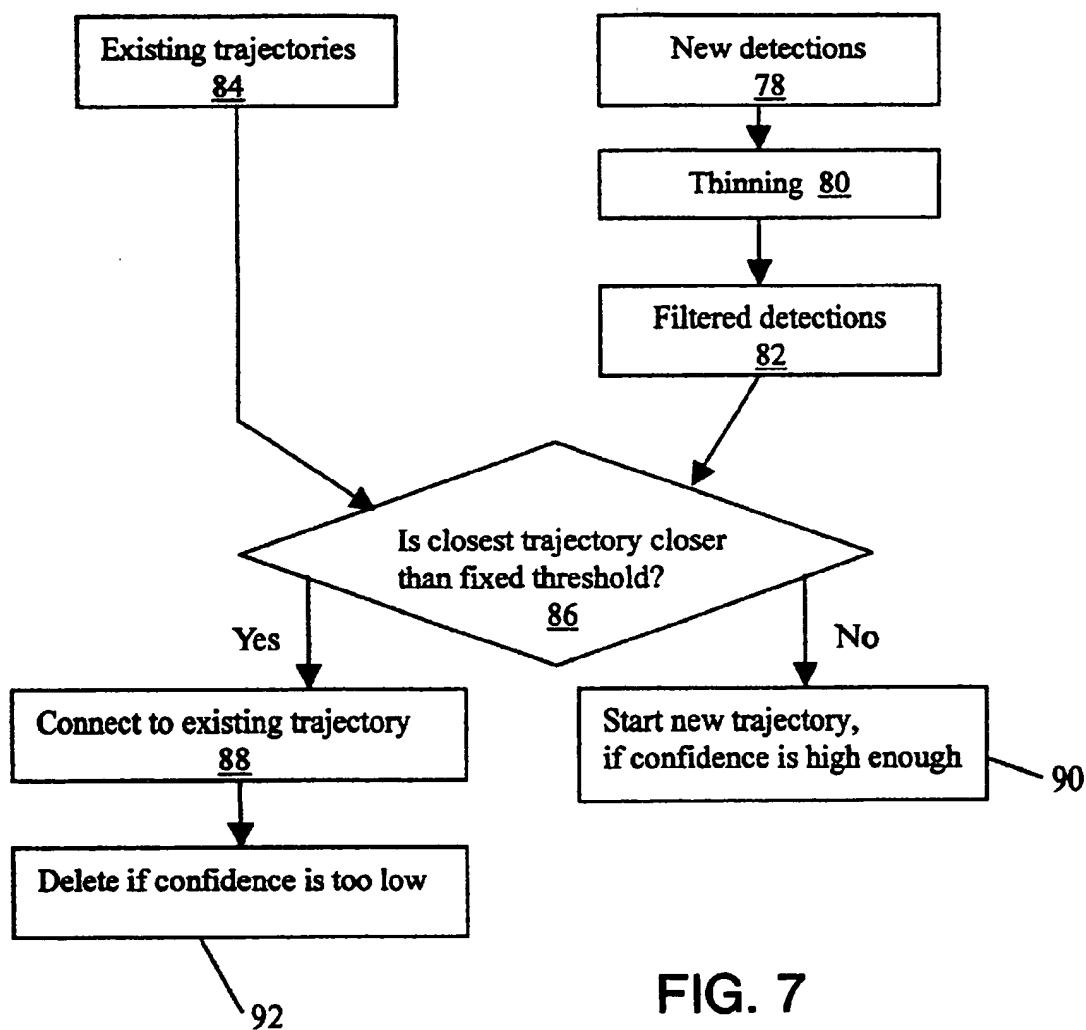 Existing trajectories
84
New detections
78
Thinning 80
Filtered detections
82
Is closest trajectory closer
than fixed threshold?
86
Yes
No
Connect to existing trajectory
88
Start new trajectory,
if confidence is high enough
90
Delete if confidence is too low
92
FIG. 7